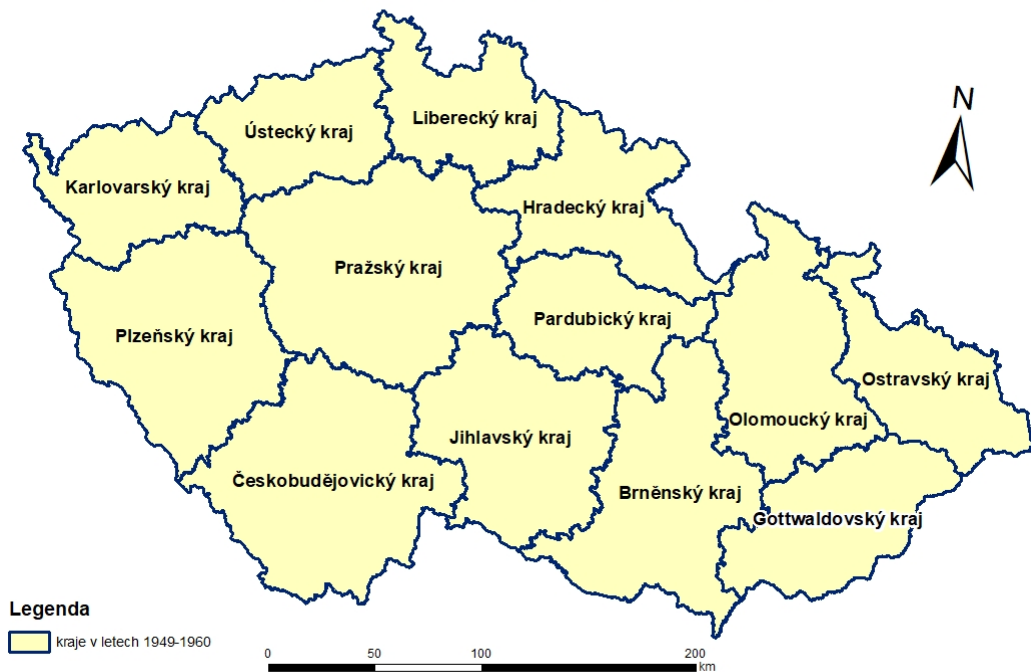 N
Liberecký kraj
Ústecký kraj
Karlovarský kraj
Hradecký kraj
Pražský kraj
Pardubický kraj
Plzeňský kraj
Ostravský kraj
Olomoucký kraj
Jihlavský kraj
Českobudějovický kraj
Brněnský kraj
Gottwaldovský kraj
Legenda
kraje v letech 1949-1960
0 50 100 200
km